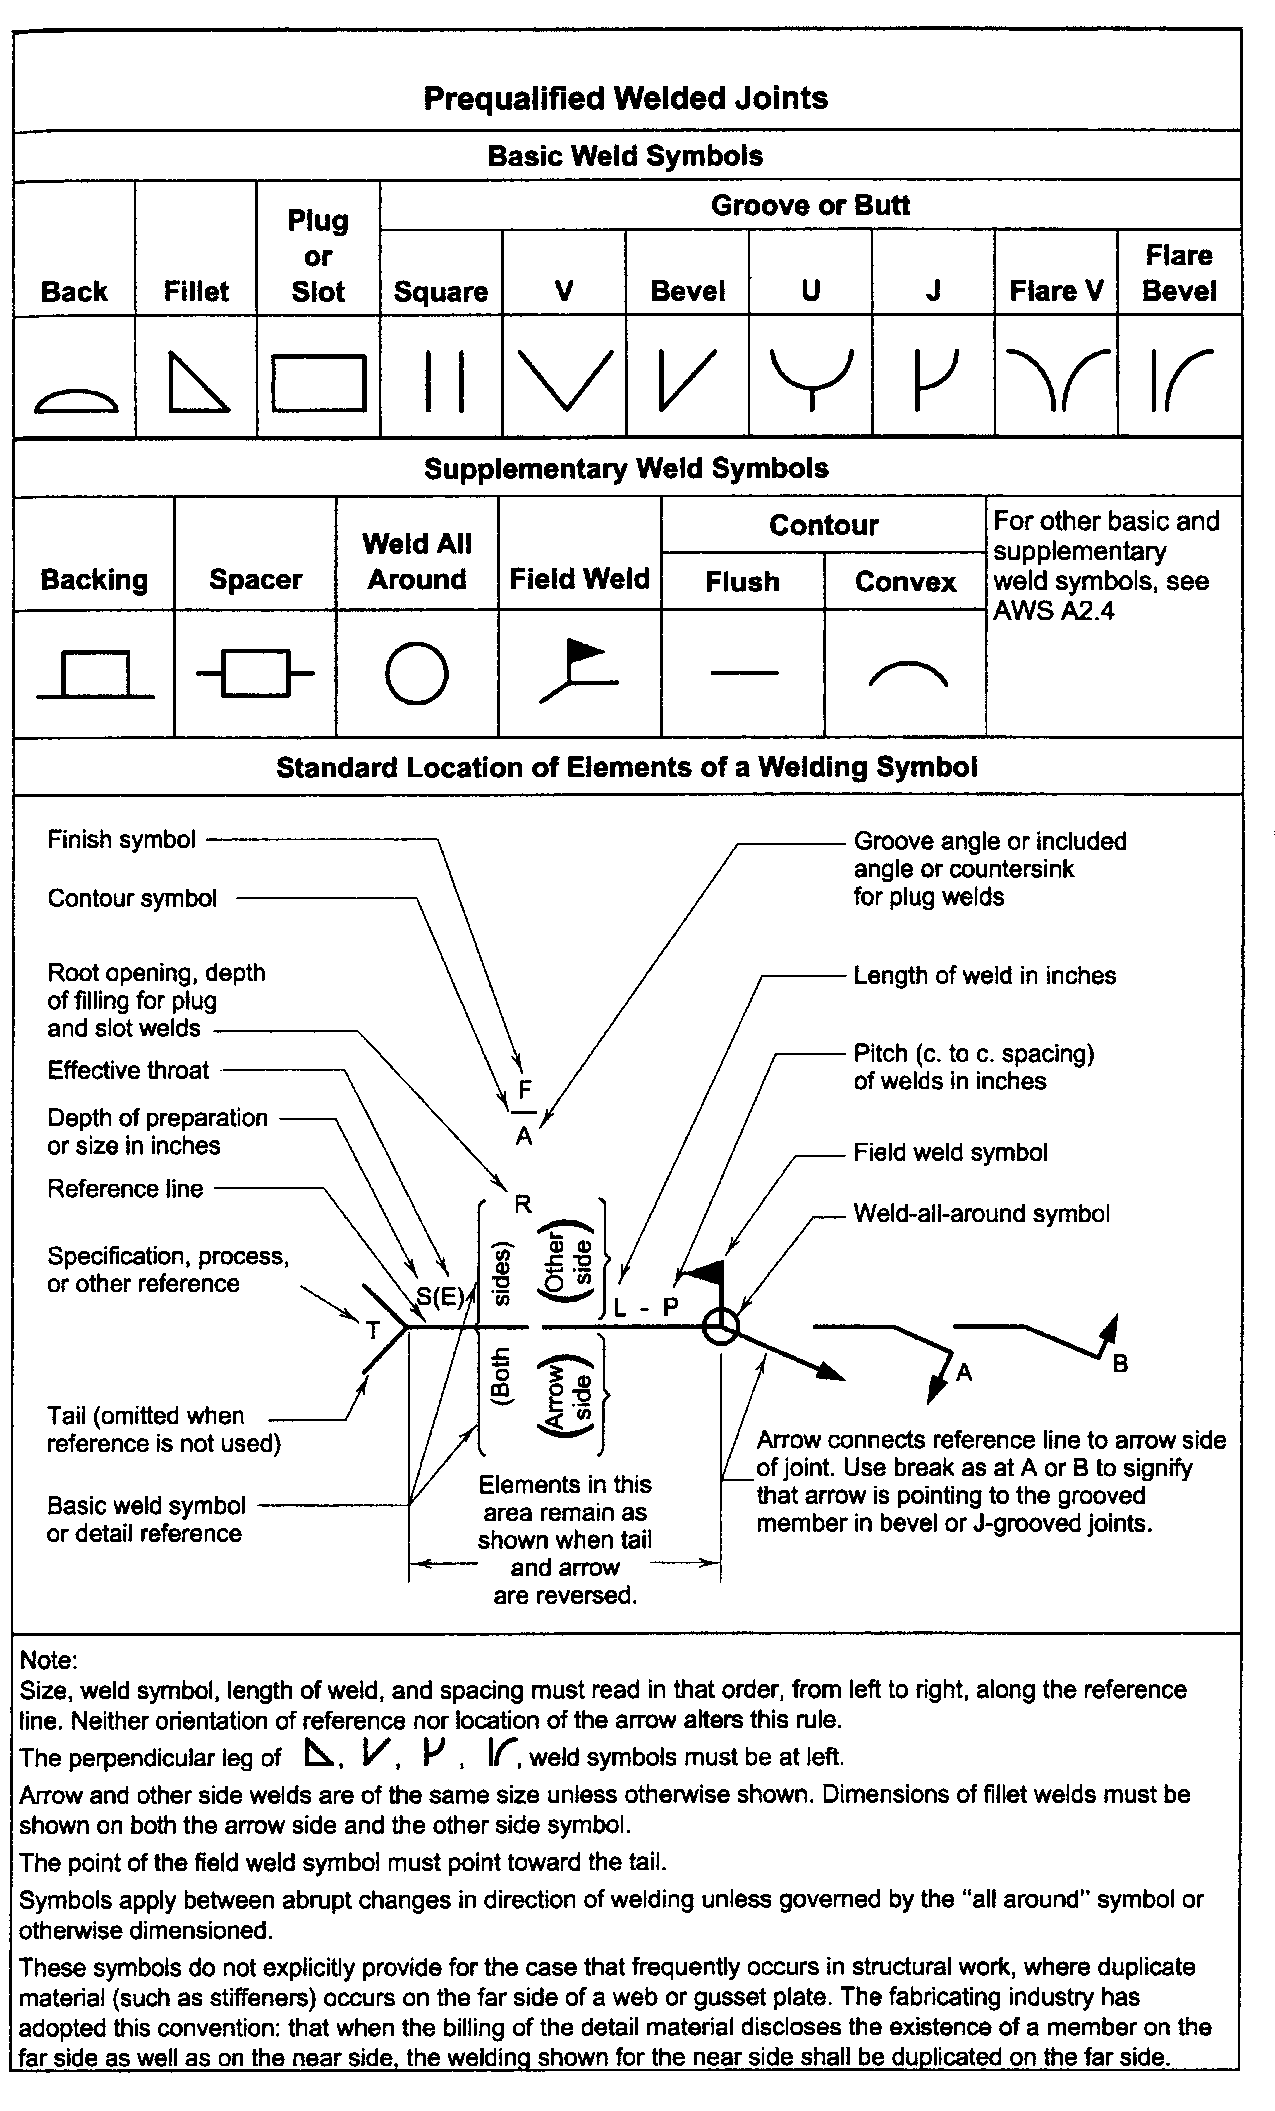 Prequalified Welded Joints
Basic Weld Symbols
Back
Fillet
Plug
or
Slot
Groove or Butt
Square
V
Bevel
U
J
Flare V
Flare
Bevel
Supplementary Weld Symbols
Backing
Spacer
Weld All
Around
Field Weld
Contour
Flush
Convex
For other basic and
supplementary
weld symbols, see
AWS A2.4
Standard Location of Elements of a Welding Symbol
Finish symbol
Contour symbol
Root opening, depth
of filling for plug
and slot welds
Effective throat
Depth of preparation
or size in inches
Reference line
Specification, process,
or other reference
Tail (omitted when
reference is not used)
Basic weld symbol
or detail reference
F
A
R
S(E)
T
(Both
sides)
(Other
side)
(Arrow
side)
L - P
Elements in this
area remain as
shown when tail
and arrow
are reversed.
Groove angle or included
angle or countersink
for plug welds
Length of weld in inches
Pitch (c. to c. spacing)
of welds in inches
Field weld symbol
Weld-all-around symbol
A
B
Arrow connects reference line to arrow side
of joint. Use break as at A or B to signify
that arrow is pointing to the grooved
member in bevel or J-grooved joints.
Note:
Size, weld symbol, length of weld, and spacing must read in that order, from left to right, along the reference
line. Neither orientation of reference nor location of the arrow alters this rule.
The perpendicular leg of , , , , weld symbols must be at left.
Arrow and other side welds are of the same size unless otherwise shown. Dimensions of fillet welds must be
shown on both the arrow side and the other side symbol.
The point of the field weld symbol must point toward the tail.
Symbols apply between abrupt changes in direction of welding unless governed by the "all around" symbol or
otherwise dimensioned.
These symbols do not explicitly provide for the case that frequently occurs in structural work, where duplicate
material (such as stiffeners) occurs on the far side of a web or gusset plate. The fabricating industry has
adopted this convention: that when the billing of the detail material discloses the existence of a member on the
far side as well as on the near side, the welding shown for the near side shall be duplicated on the far side.